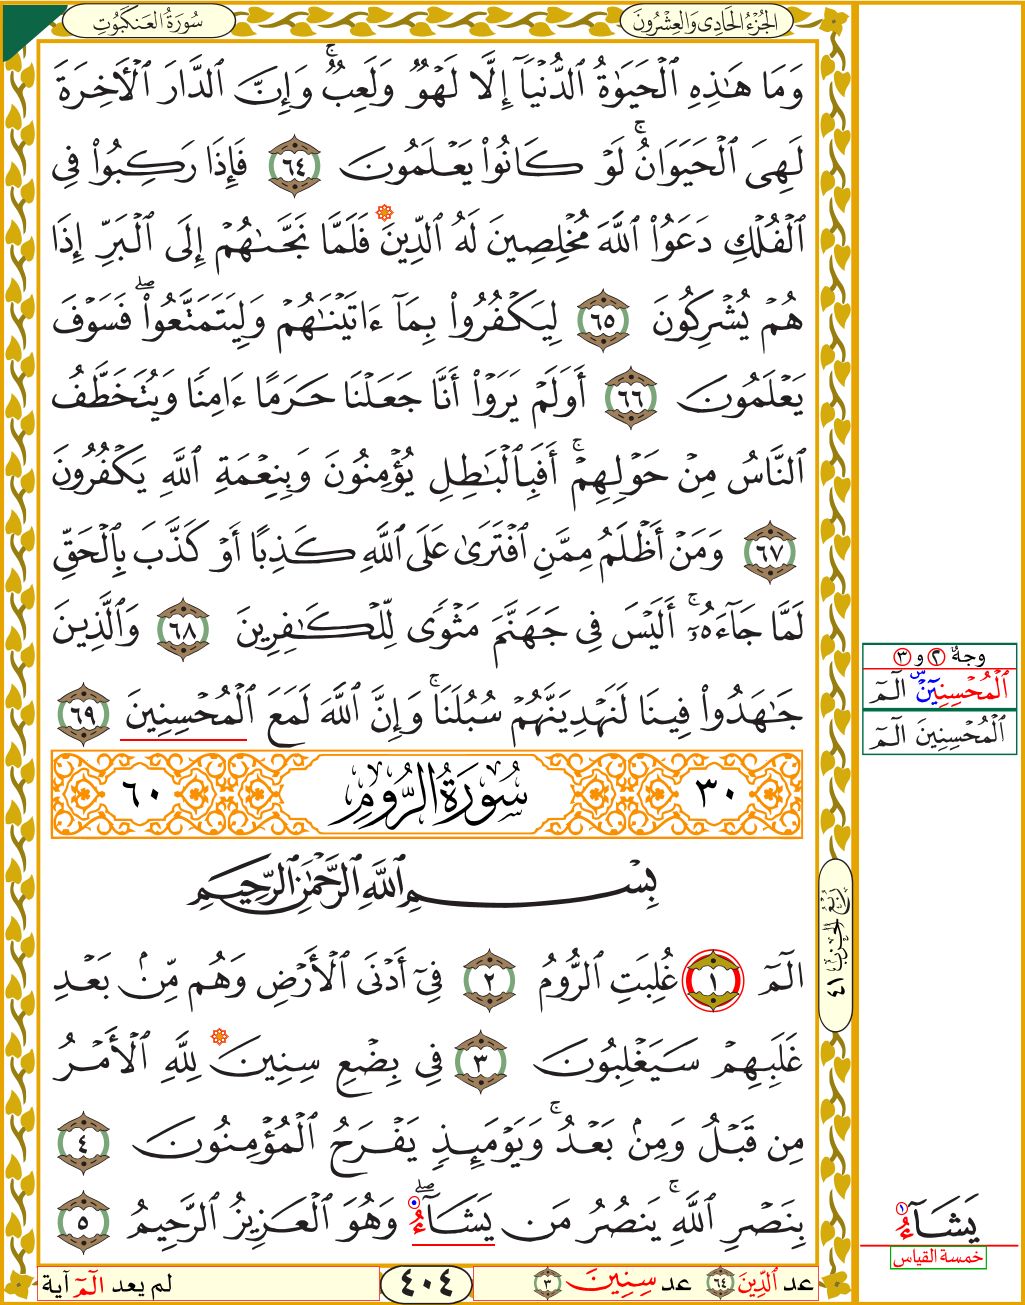 سُورَةُ العَنكَبُوتِ
الجُزْءُ الحَادِي وَالعِشْرُونَ
وَمَا هَٰذِهِ ٱلْحَيَوٰةُ ٱلدُّنْيَآ إِلَّا لَهْوٌ وَلَعِبٌ ۚ وَإِنَّ ٱلدَّارَ ٱلْأَخِرَةَ
لَهِىَ ٱلْحَيَوَانُ ۚ لَوْ كَانُوا۟ يَعْلَمُونَ ٦٤ فَإِذَا رَكِبُوا۟ فِى
ٱلْفُلْكِ دَعَوُا۟ ٱللَّهَ مُخْلِصِينَ لَهُ ٱلدِّينَ فَلَمَّا نَجَّىٰهُمْ إِلَى ٱلْبَرِّ إِذَا
هُمْ يُشْرِكُونَ ٦٥ لِيَكْفُرُوا۟ بِمَآ ءَاتَيْنَٰهُمْ وَلِيَتَمَتَّعُوا۟ ۖ فَسَوْفَ
يَعْلَمُونَ ٦٦ أَوَلَمْ يَرَوْا۟ أَنَّا جَعَلْنَا حَرَمًا ءَامِنًا وَيُتَخَطَّفُ
ٱلنَّاسُ مِنْ حَوْلِهِمْ ۚ أَفَبِٱلْبَٰطِلِ يُؤْمِنُونَ وَبِنِعْمَةِ ٱللَّهِ يَكْفُرُونَ
٦٧ وَمَنْ أَظْلَمُ مِمَّنِ ٱفْتَرَىٰ عَلَى ٱللَّهِ كَذِبًا أَوْ كَذَّبَ بِٱلْحَقِّ
لَمَّا جَآءَهُۥٓ ۚ أَلَيْسَ فِى جَهَنَّمَ مَثْوًى لِّلْكَٰفِرِينَ ٦٨ وَٱلَّذِينَ
جَٰهَدُوا۟ فِينَا لَنَهْدِيَنَّهُمْ سُبُلَنَا ۚ وَإِنَّ ٱللَّهَ لَمَعَ ٱلْمُحْسِنِينَ ٦٩
٣٠ سُورَةُ الرُّومِ ٦٠
بِسْمِ ٱللَّهِ ٱلرَّحْمَٰنِ ٱلرَّحِيمِ
الٓمٓ ١ غُلِبَتِ ٱلرُّومُ ٢ فِىٓ أَدْنَى ٱلْأَرْضِ وَهُم مِّنۢ بَعْدِ
غَلَبِهِمْ سَيَغْلِبُونَ ٣ فِى بِضْعِ سِنِينَ لِلَّهِ ٱلْأَمْرُ
مِن قَبْلُ وَمِنۢ بَعْدُ ۚ وَيَوْمَئِذٍ يَفْرَحُ ٱلْمُؤْمِنُونَ ٤
بِنَصْرِ ٱللَّهِ ۚ يَنصُرُ مَن يَشَآءُ ۖ وَهُوَ ٱلْعَزِيزُ ٱلرَّحِيمُ ٥
وجهٌ ٢ و ٣
ٱلْمُحْسِنِينَ س الٓمٓ
ٱلْمُحْسِنِينَ الٓمٓ
رُبْعُ الحِزْبِ ٤١
يَشَآءُ ١
خمسة القياس
عد ٱلدِّينَ ٦٤ عد سِنِينَ ٣
٤٠٤
لم يعد الٓمٓ آية